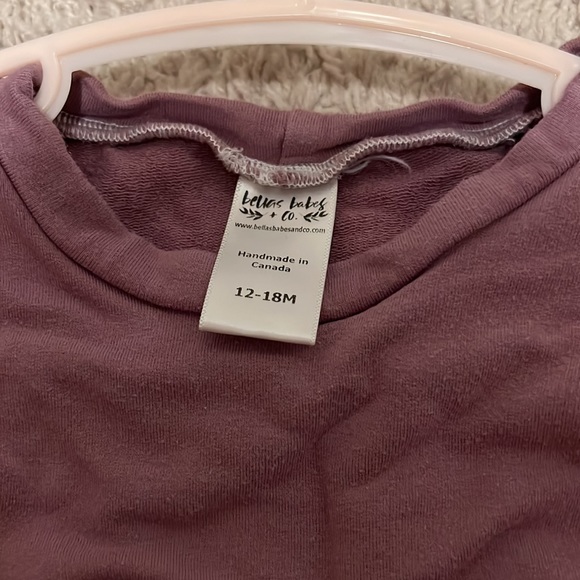 bellas babes
+ co.
www.bellasbabesandco.com
Handmade in
Canada
12-18M